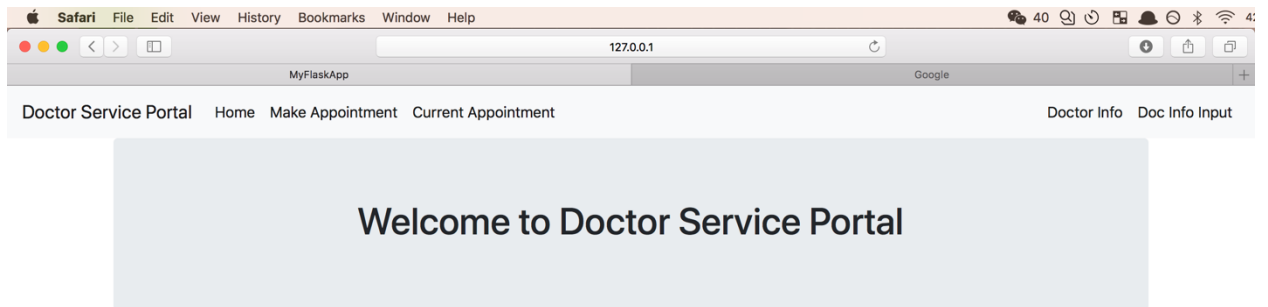 Safari File Edit View History Bookmarks Window Help 40
127.0.0.1
MyFlaskApp Google
Doctor Service Portal Home Make Appointment Current Appointment Doctor Info Doc Info Input
Welcome to Doctor Service Portal